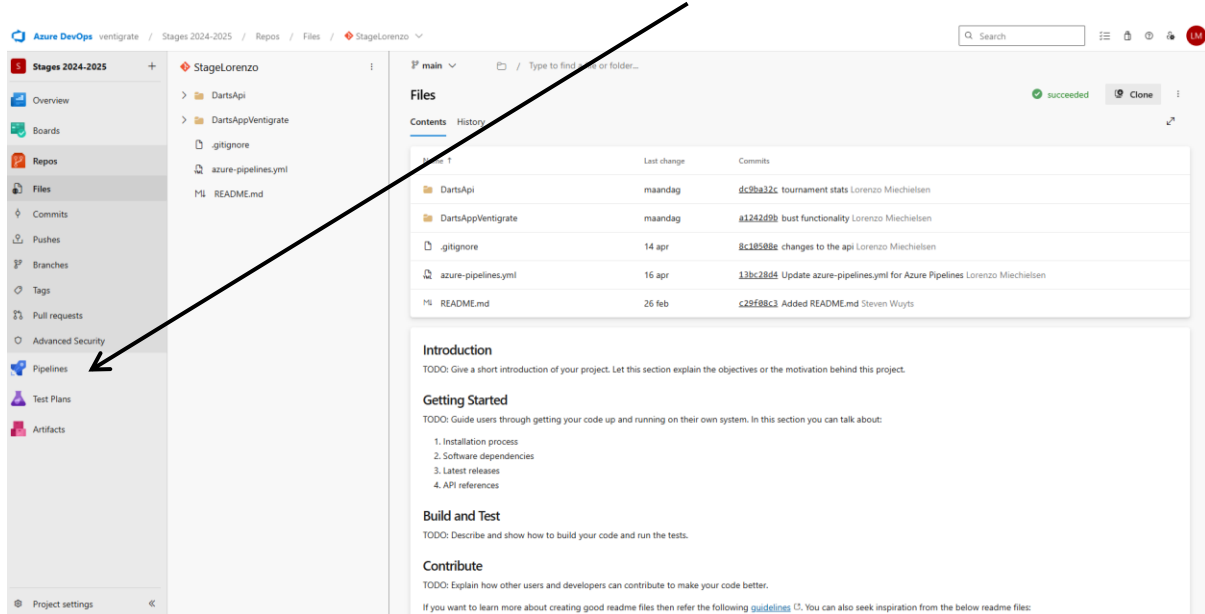 Azure DevOps ventigrate / Stages 2024-2025 / Repos / Files / StageLorenzo
Search
LM
S Stages 2024-2025 +
Overview
Boards
Repos
Files
Commits
Pushes
Branches
Tags
Pull requests
Advanced Security
Pipelines
Test Plans
Artifacts
Project settings «
StageLorenzo
DartsApi
DartsAppVentigrate
.gitignore
azure-pipelines.yml
M↓ README.md
main / Type to find a file or folder...
Files
succeeded Clone
Contents History
Name ↑ Last change Commits
DartsApi maandag dc9ba32c tournament stats Lorenzo Miechielsen
DartsAppVentigrate maandag a1242d9b bust functionality Lorenzo Miechielsen
.gitignore 14 apr 8c10508e changes to the api Lorenzo Miechielsen
azure-pipelines.yml 16 apr 13bc28d4 Update azure-pipelines.yml for Azure Pipelines Lorenzo Miechielsen
M↓ README.md 26 feb c29f08c3 Added README.md Steven Wuyts
Introduction
TODO: Give a short introduction of your project. Let this section explain the objectives or the motivation behind this project.
Getting Started
TODO: Guide users through getting your code up and running on their own system. In this section you can talk about:
1. Installation process
2. Software dependencies
3. Latest releases
4. API references
Build and Test
TODO: Describe and show how to build your code and run the tests.
Contribute
TODO: Explain how other users and developers can contribute to make your code better.
If you want to learn more about creating good readme files then refer the following guidelines. You can also seek inspiration from the below readme files: